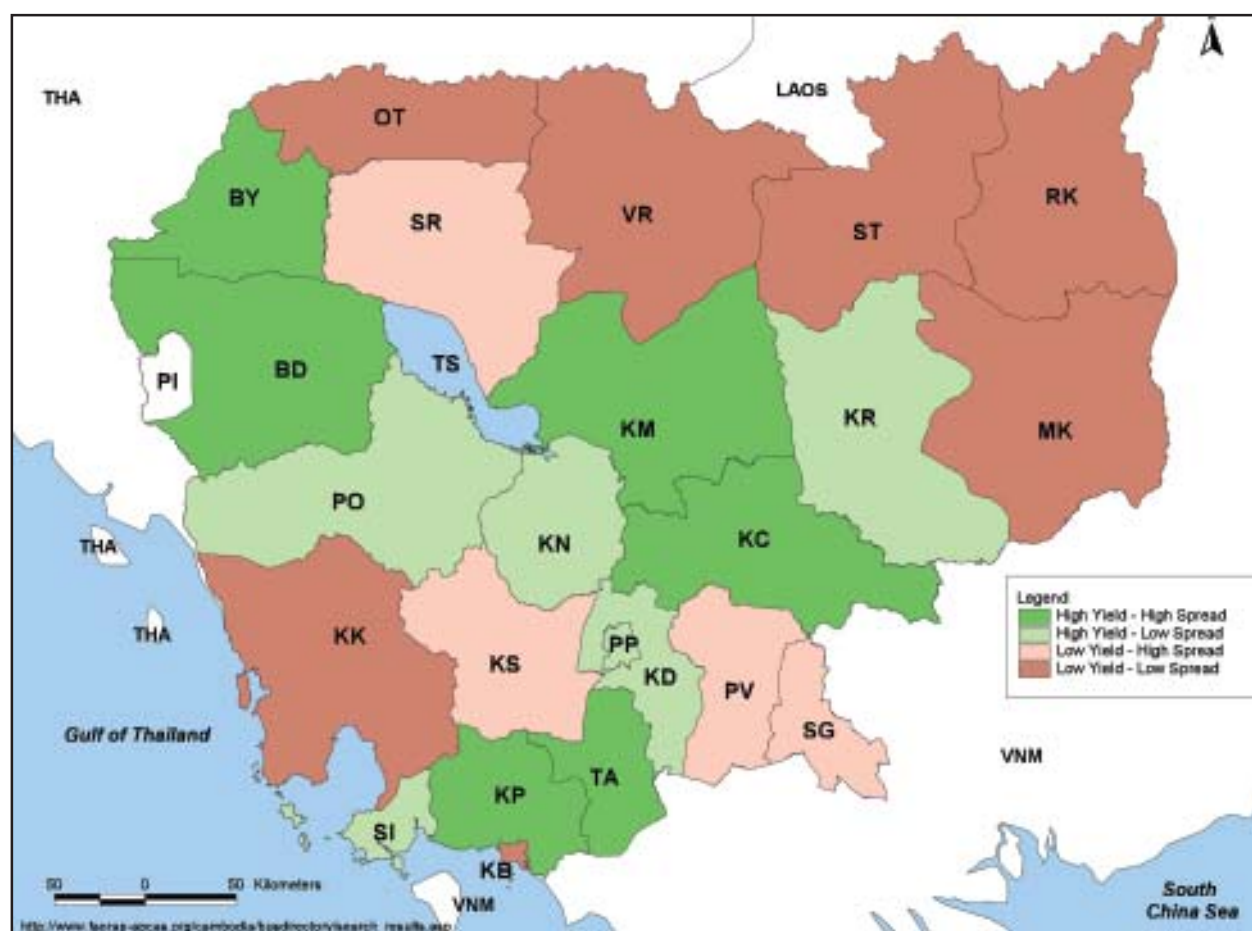 THA
LAOS
OT
BY
SR
VR
ST
RK
TS
PI
BD
KM
KR
MK
PO
KN
KC
THA
Legend:
High Yield - High Spread
High Yield - Low Spread
Low Yield - High Spread
Low Yield - Low Spread
THA
KK
KS
PP
KD
PV
SG
Gulf of Thailand
VNM
TA
KP
SI
KB
50 0 50 Kilometers
VNM
South
China Sea